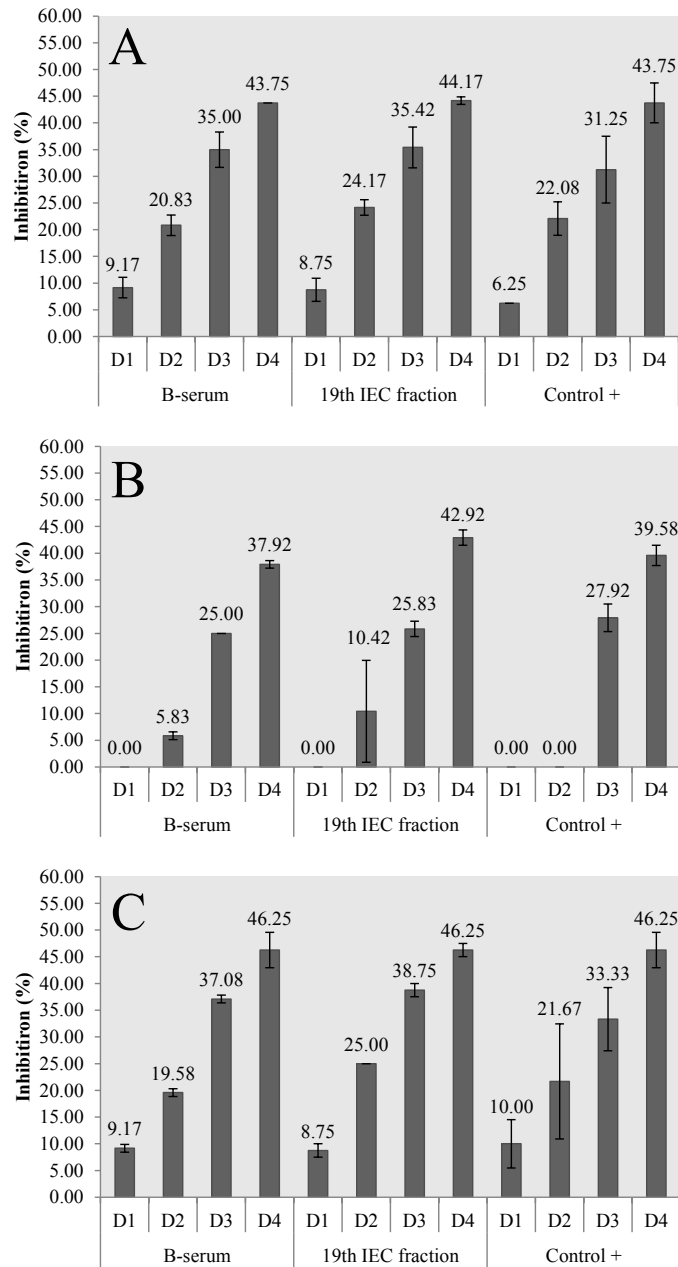 A
Inhibitiron (%)
60.00
55.00
50.00
45.00
40.00
35.00
30.00
25.00
20.00
15.00
10.00
5.00
0.00
9.17 20.83 35.00 43.75 8.75 24.17 35.42 44.17 6.25 22.08 31.25 43.75
D1 D2 D3 D4 D1 D2 D3 D4 D1 D2 D3 D4
B-serum 19th IEC fraction Control +
B
Inhibitiron (%)
60.00
55.00
50.00
45.00
40.00
35.00
30.00
25.00
20.00
15.00
10.00
5.00
0.00
0.00 5.83 25.00 37.92 0.00 10.42 25.83 42.92 0.00 0.00 27.92 39.58
D1 D2 D3 D4 D1 D2 D3 D4 D1 D2 D3 D4
B-serum 19th IEC fraction Control +
C
Inhibitiron (%)
60.00
55.00
50.00
45.00
40.00
35.00
30.00
25.00
20.00
15.00
10.00
5.00
0.00
9.17 19.58 37.08 46.25 8.75 25.00 38.75 46.25 10.00 21.67 33.33 46.25
D1 D2 D3 D4 D1 D2 D3 D4 D1 D2 D3 D4
B-serum 19th IEC fraction Control +